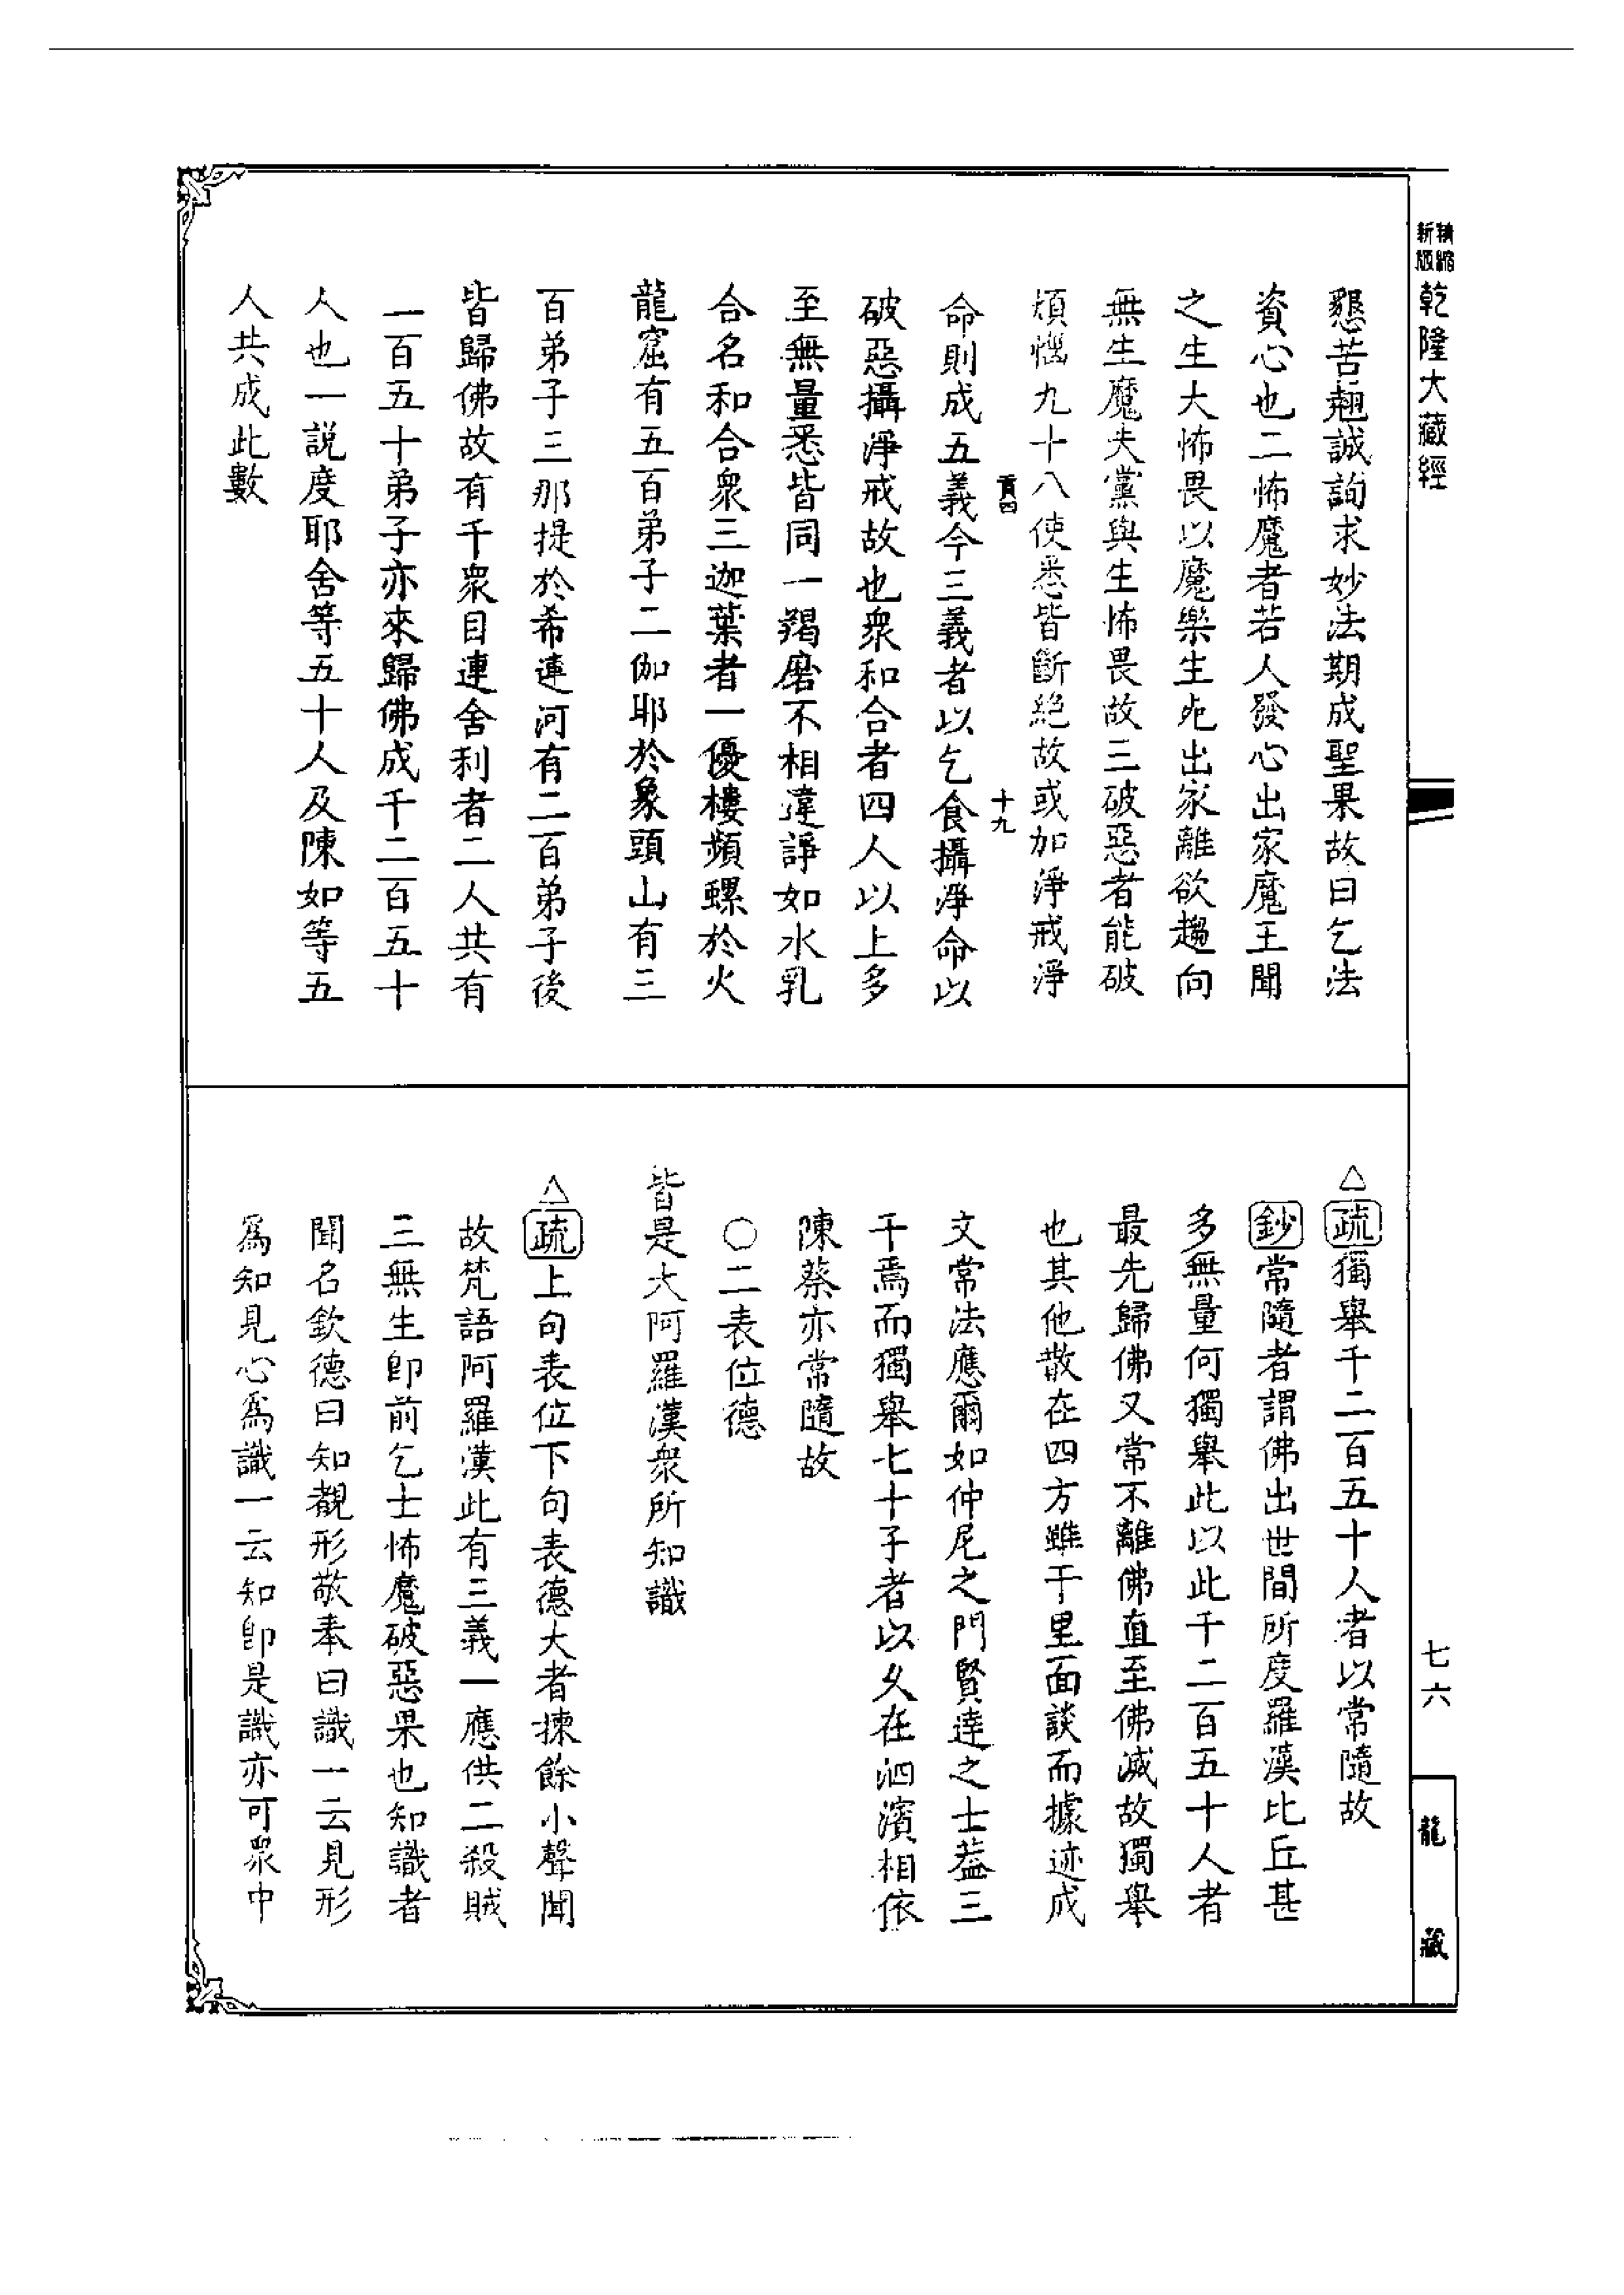 精縮
新版
乾隆大藏經
七六
龍藏
懇苦翹誠詢求妙法期成聖果故曰乞法
資心也二怖魔者若人發心出家魔王聞
之生大怖畏以魔樂生死出家離欲趨向
無生魔失黨與生怖畏故三破惡者能破
煩惱九十八使悉皆斷絕故或加淨戒淨
貢四
十九
命則成五義今三義者以乞食攝淨命以
破惡攝淨戒故也衆和合者四人以上多
至無量悉皆同一羯磨不相違諍如水乳
合名和合衆三迦葉者一優樓頻螺於火
龍窟有五百弟子二伽耶於象頭山有三
百弟子三那提於希連河有二百弟子後
皆歸佛故有千衆目連舍利者二人共有
二百五十弟子亦來歸佛成千二百五十
人也一說度耶舍等五十人及陳如等五
人共成此數
△疏獨舉千二百五十人者以常隨故
鈔常隨者謂佛出世間所度羅漢比丘甚
多無量何獨舉此以此千二百五十人者
最先歸佛又常不離佛直至佛滅故獨舉
也其他散在四方雖千里面談而據迹成
文常法應爾如仲尼之門賢達之士葢三
千焉而獨舉七十子者以久在泗濱相依
陳蔡亦常隨故
○二表位德
皆是大阿羅漢衆所知識
△疏上句表位下句表德大者揀餘小聲聞
故梵語阿羅漢此有三義一應供二殺賊
三無生卽前乞士怖魔破惡果也知識者
聞名欽德曰知覩形敬奉曰識一云見形
爲知見心爲識一云知卽是識亦可衆中